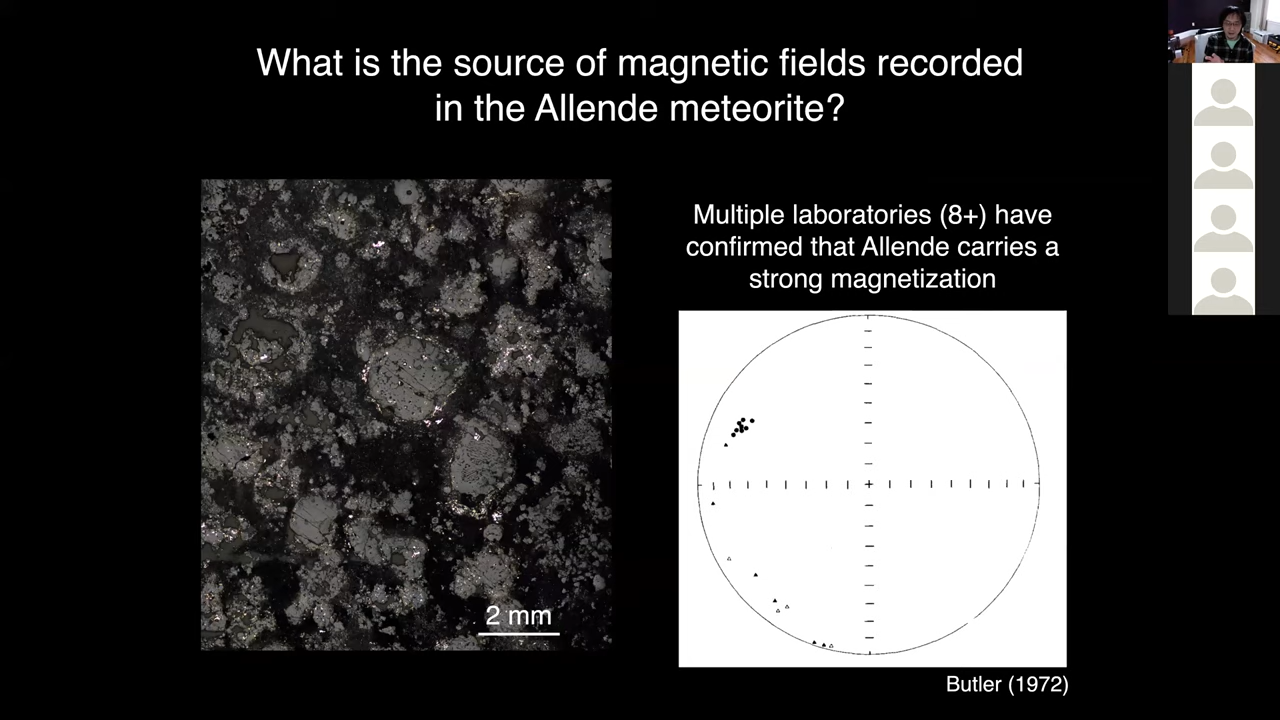 What is the source of magnetic fields recorded
in the Allende meteorite?
Multiple laboratories (8+) have
confirmed that Allende carries a
strong magnetization
2 mm
Butler (1972)